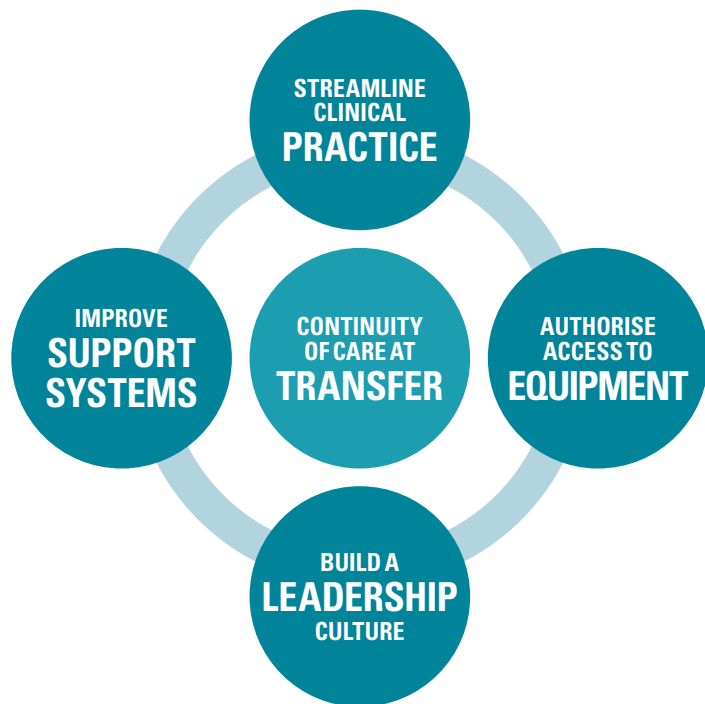 STREAMLINE
CLINICAL
PRACTICE
IMPROVE
SUPPORT
SYSTEMS
CONTINUITY
OF CARE AT
TRANSFER
AUTHORISE
ACCESS TO
EQUIPMENT
BUILD A
LEADERSHIP
CULTURE